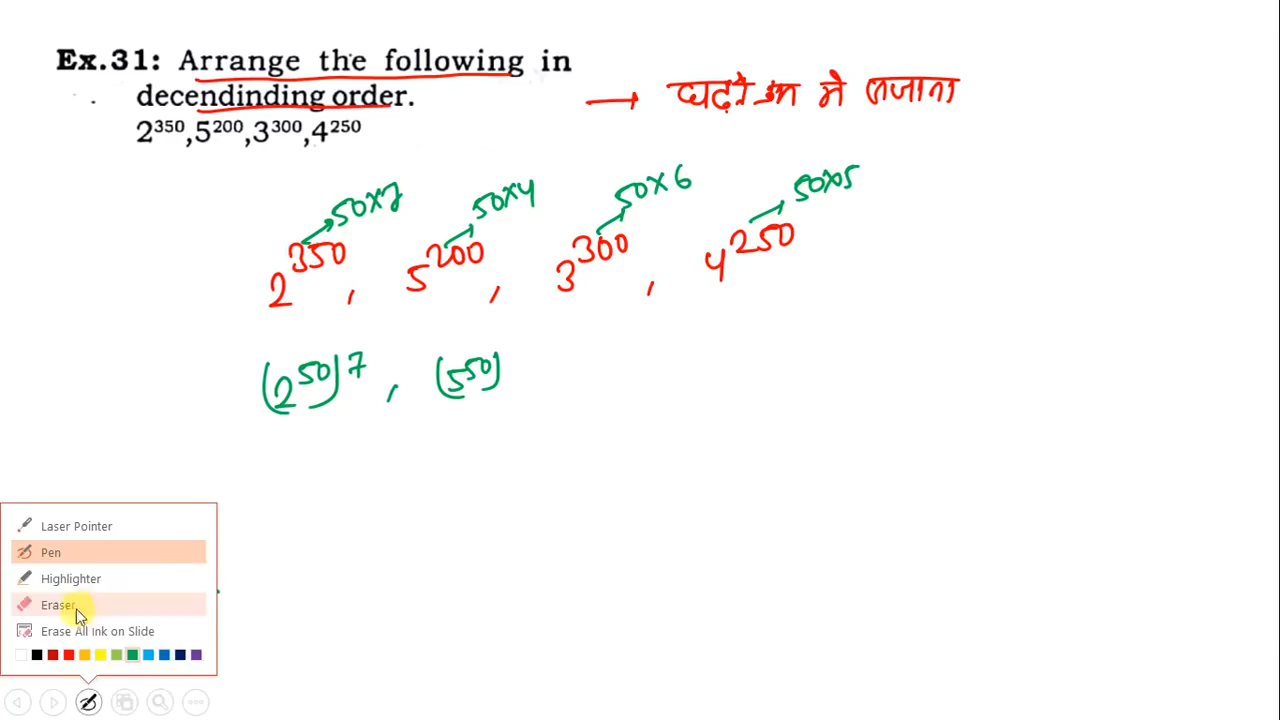 Ex.31: Arrange the following in
decendinding order.
2³⁵⁰,5²⁰⁰,3³⁰⁰,4²⁵⁰
→ में सजाना
50×7 50×4 50×6 50×5
2³⁵⁰ , 5²⁰⁰ , 3³⁰⁰ , 4²⁵⁰
(2⁵⁰)⁷ , (5⁵⁰)
Laser Pointer
Pen
Highlighter
Eraser
Erase All Ink on Slide